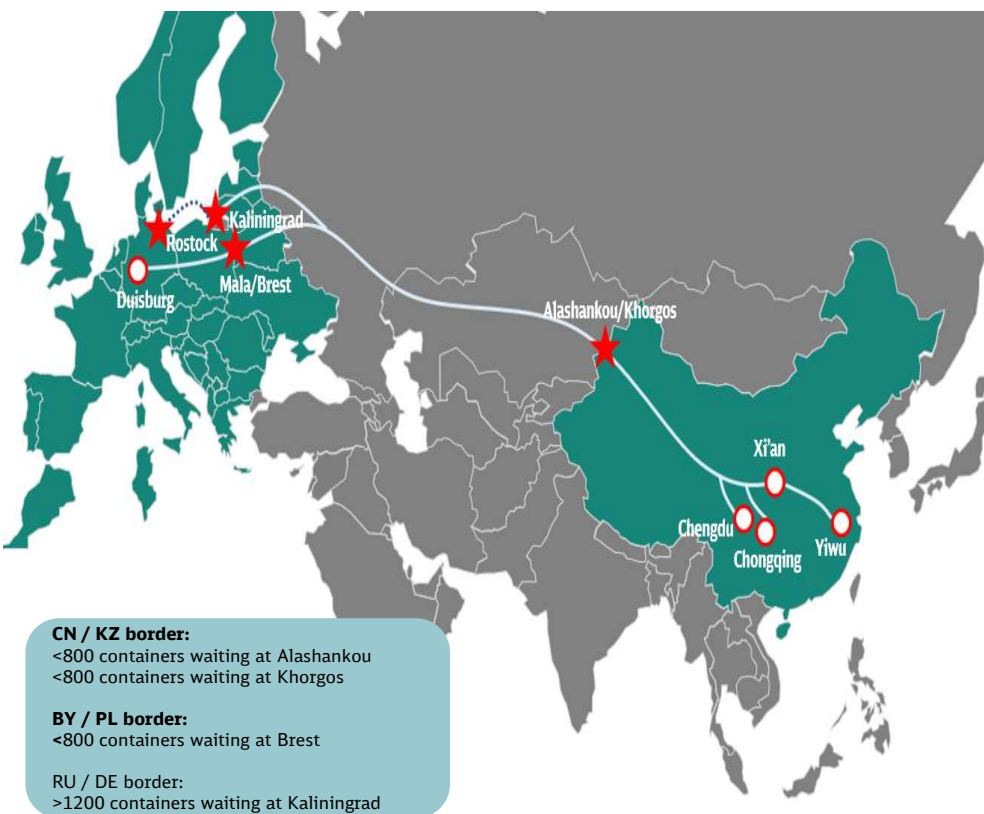 Kaliningrad
Rostock
Mala/Brest
Duisburg
Alashankou/Khorgos
Xi'an
Chengdu
Chongqing
Yiwu
CN / KZ border:
<800 containers waiting at Alashankou
<800 containers waiting at Khorgos
BY / PL border:
<800 containers waiting at Brest
RU / DE border:
>1200 containers waiting at Kaliningrad